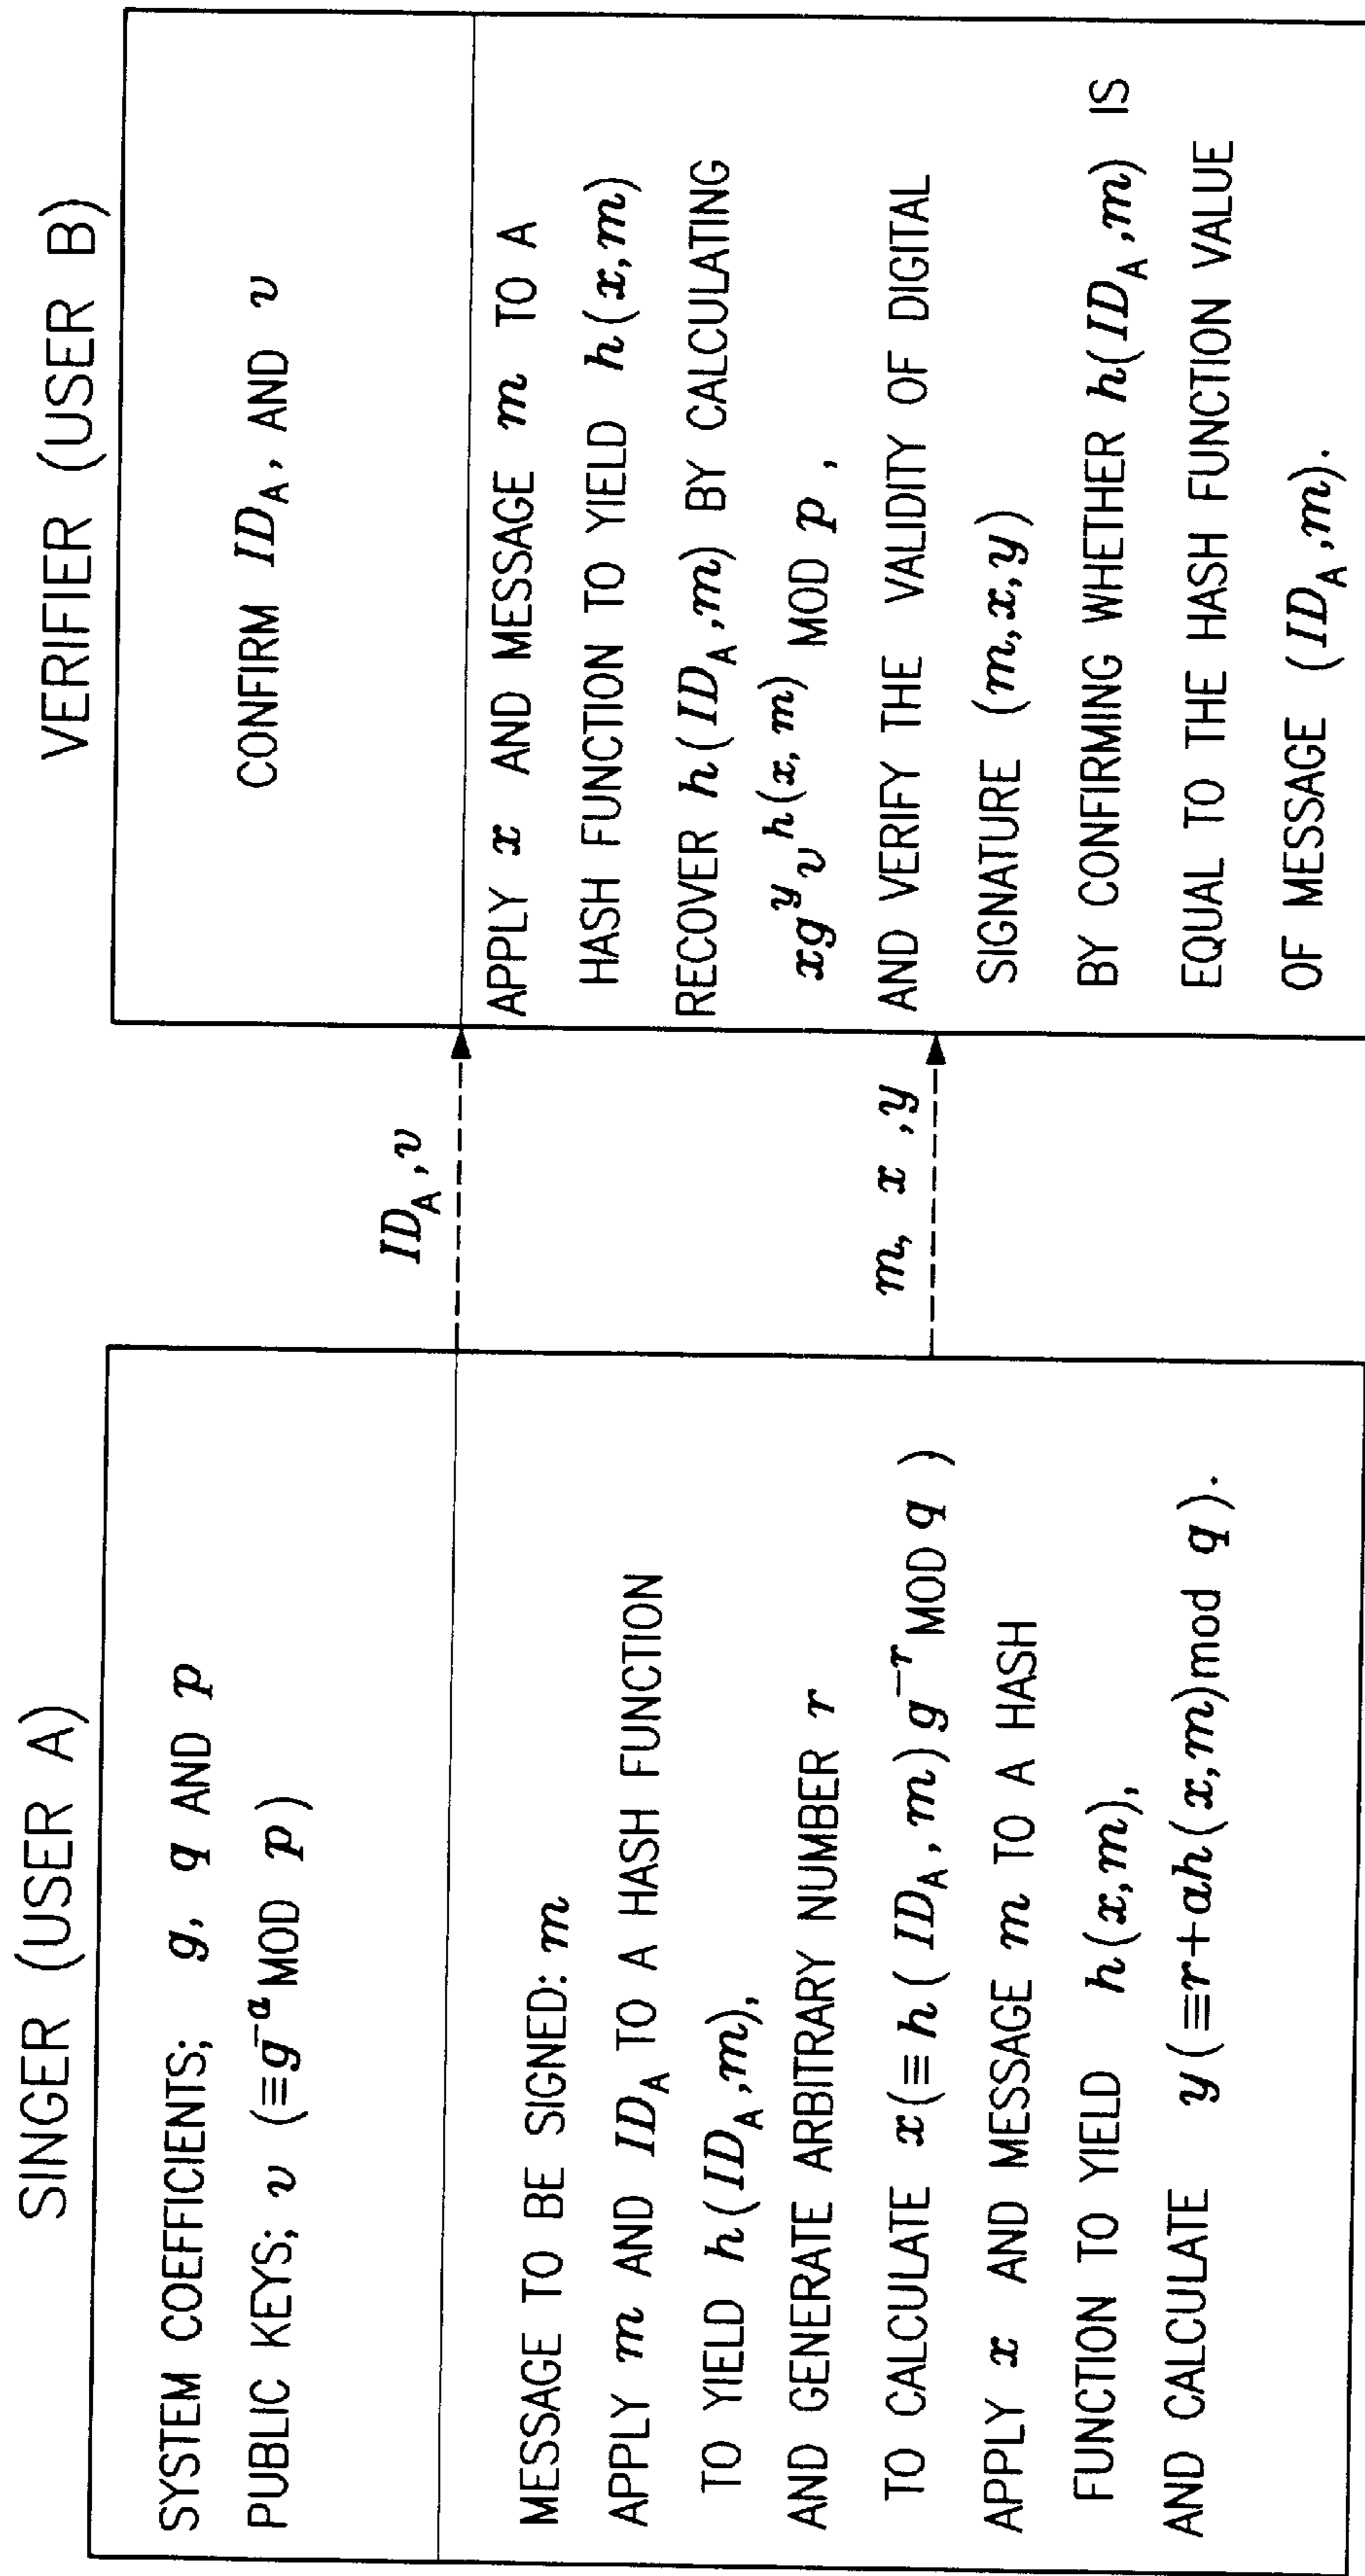 SINGER (USER A)
SYSTEM COEFFICIENTS; g, q AND p
PUBLIC KEYS; v (≡g^-a MOD p)
MESSAGE TO BE SIGNED: m
APPLY m AND ID_A TO A HASH FUNCTION
TO YIELD h(ID_A,m),
AND GENERATE ARBITRARY NUMBER r
TO CALCULATE x(≡h(ID_A,m)g^-r MOD q)
APPLY x AND MESSAGE m TO A HASH
FUNCTION TO YIELD h(x,m),
AND CALCULATE y(≡r+ah(x,m)mod q).
ID_A,v
m, x ,y
VERIFIER (USER B)
CONFIRM ID_A, AND v
APPLY x AND MESSAGE m TO A
HASH FUNCTION TO YIELD h(x,m)
RECOVER h(ID_A,m) BY CALCULATING
xg^y v^h(x,m) MOD p ,
AND VERIFY THE VALIDITY OF DIGITAL
SIGNATURE (m,x,y)
BY CONFIRMING WHETHER h(ID_A,m) IS
EQUAL TO THE HASH FUNCTION VALUE
OF MESSAGE (ID_A,m).